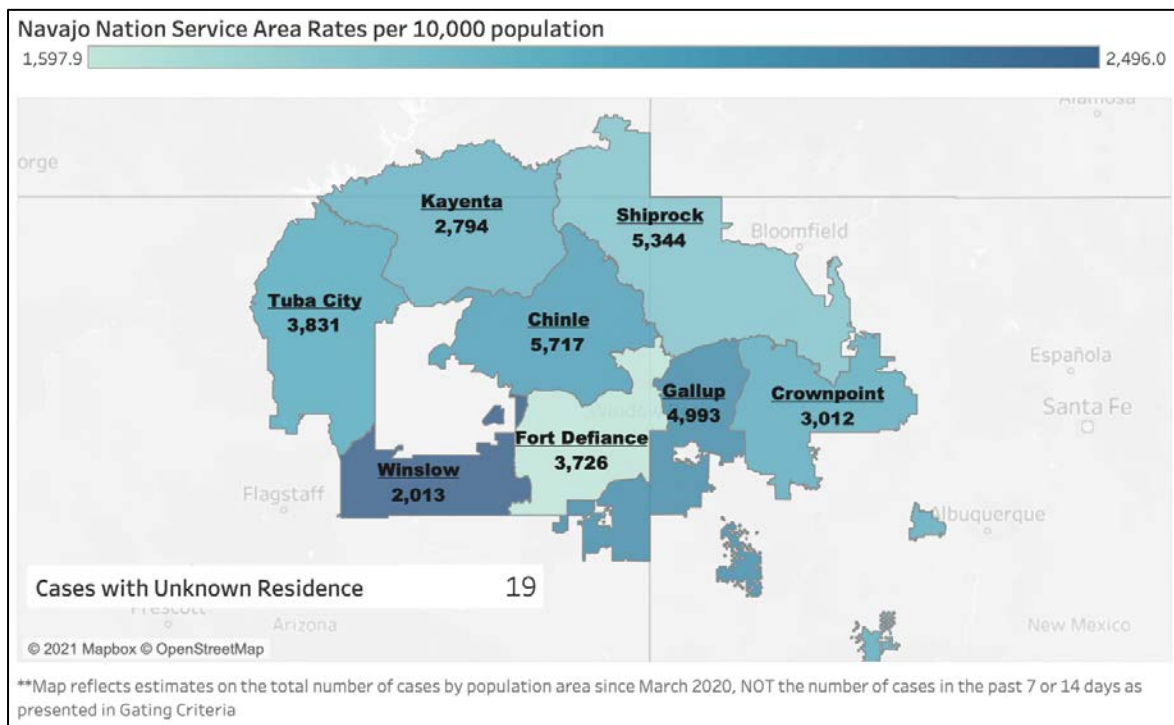 Navajo Nation Service Area Rates per 10,000 population
1,597.9
2,496.0
Alamosa
orge
Kayenta
2,794
Shiprock
5,344
Bloomfield
Tuba City
3,831
Chinle
5,717
Española
Gallup
4,993
Crownpoint
3,012
Santa Fe
Fort Defiance
3,726
Winslow
2,013
Flagstaff
Albuquerque
Cases with Unknown Residence 19
Prescott
Arizona
New Mexico
© 2021 Mapbox © OpenStreetMap
**Map reflects estimates on the total number of cases by population area since March 2020, NOT the number of cases in the past 7 or 14 days as
presented in Gating Criteria